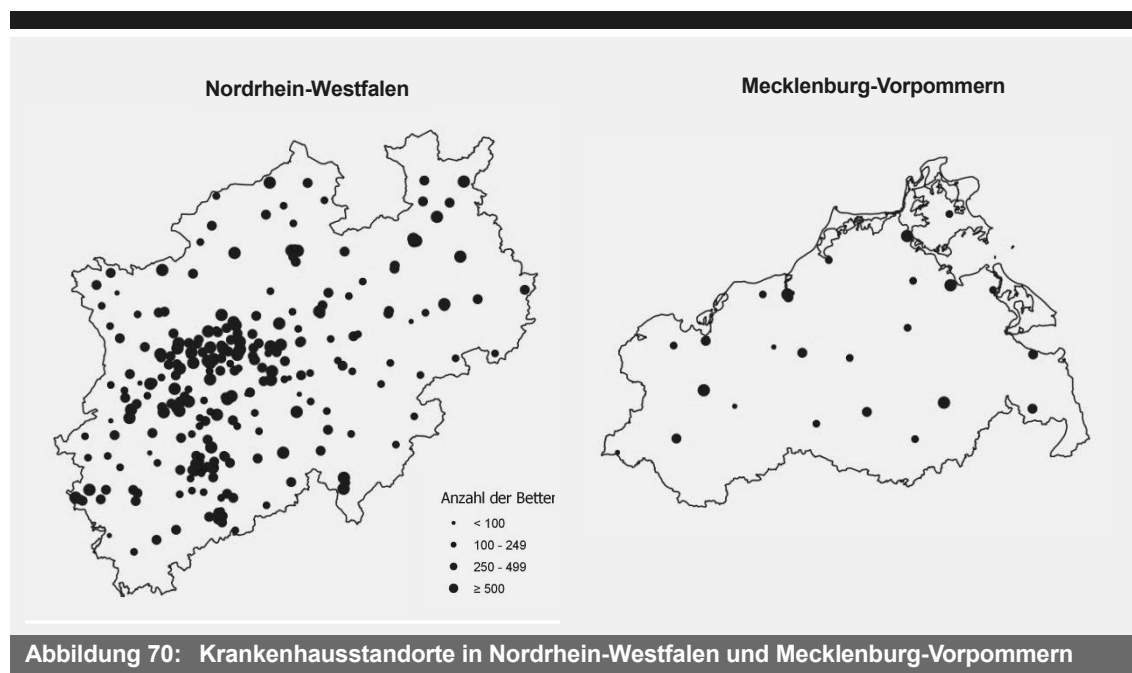 Nordrhein-Westfalen
Mecklenburg-Vorpommern
Anzahl der Better
< 100
100 - 249
250 - 499
≥ 500
Abbildung 70: Krankenhausstandorte in Nordrhein-Westfalen und Mecklenburg-Vorpommern